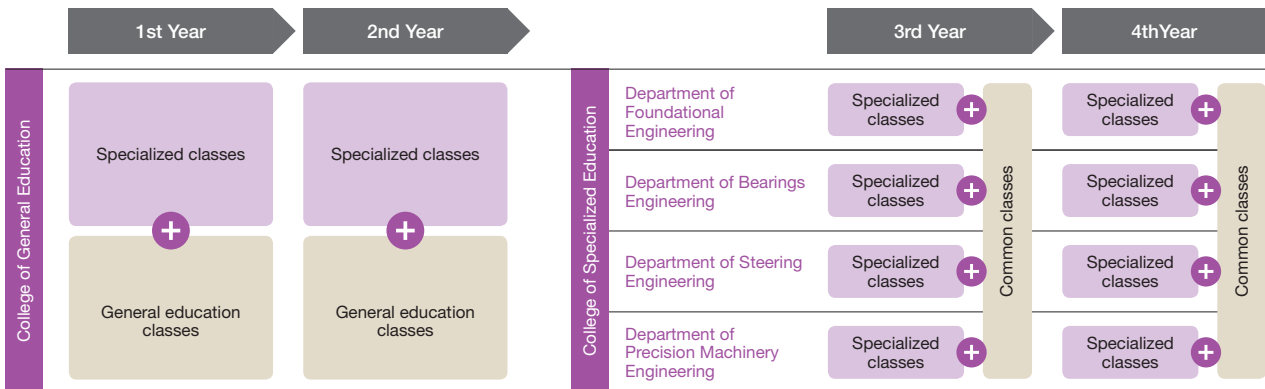 1st Year
2nd Year
3rd Year
4thYear
College of General Education
Specialized classes
Specialized classes
General education
classes
General education
classes
College of Specialized Education
Department of
Foundational
Engineering
Specialized
classes
Specialized
classes
Department of Bearings
Engineering
Specialized
classes
Specialized
classes
Department of Steering
Engineering
Specialized
classes
Specialized
classes
Department of
Precision Machinery
Engineering
Specialized
classes
Specialized
classes
Common classes
Common classes